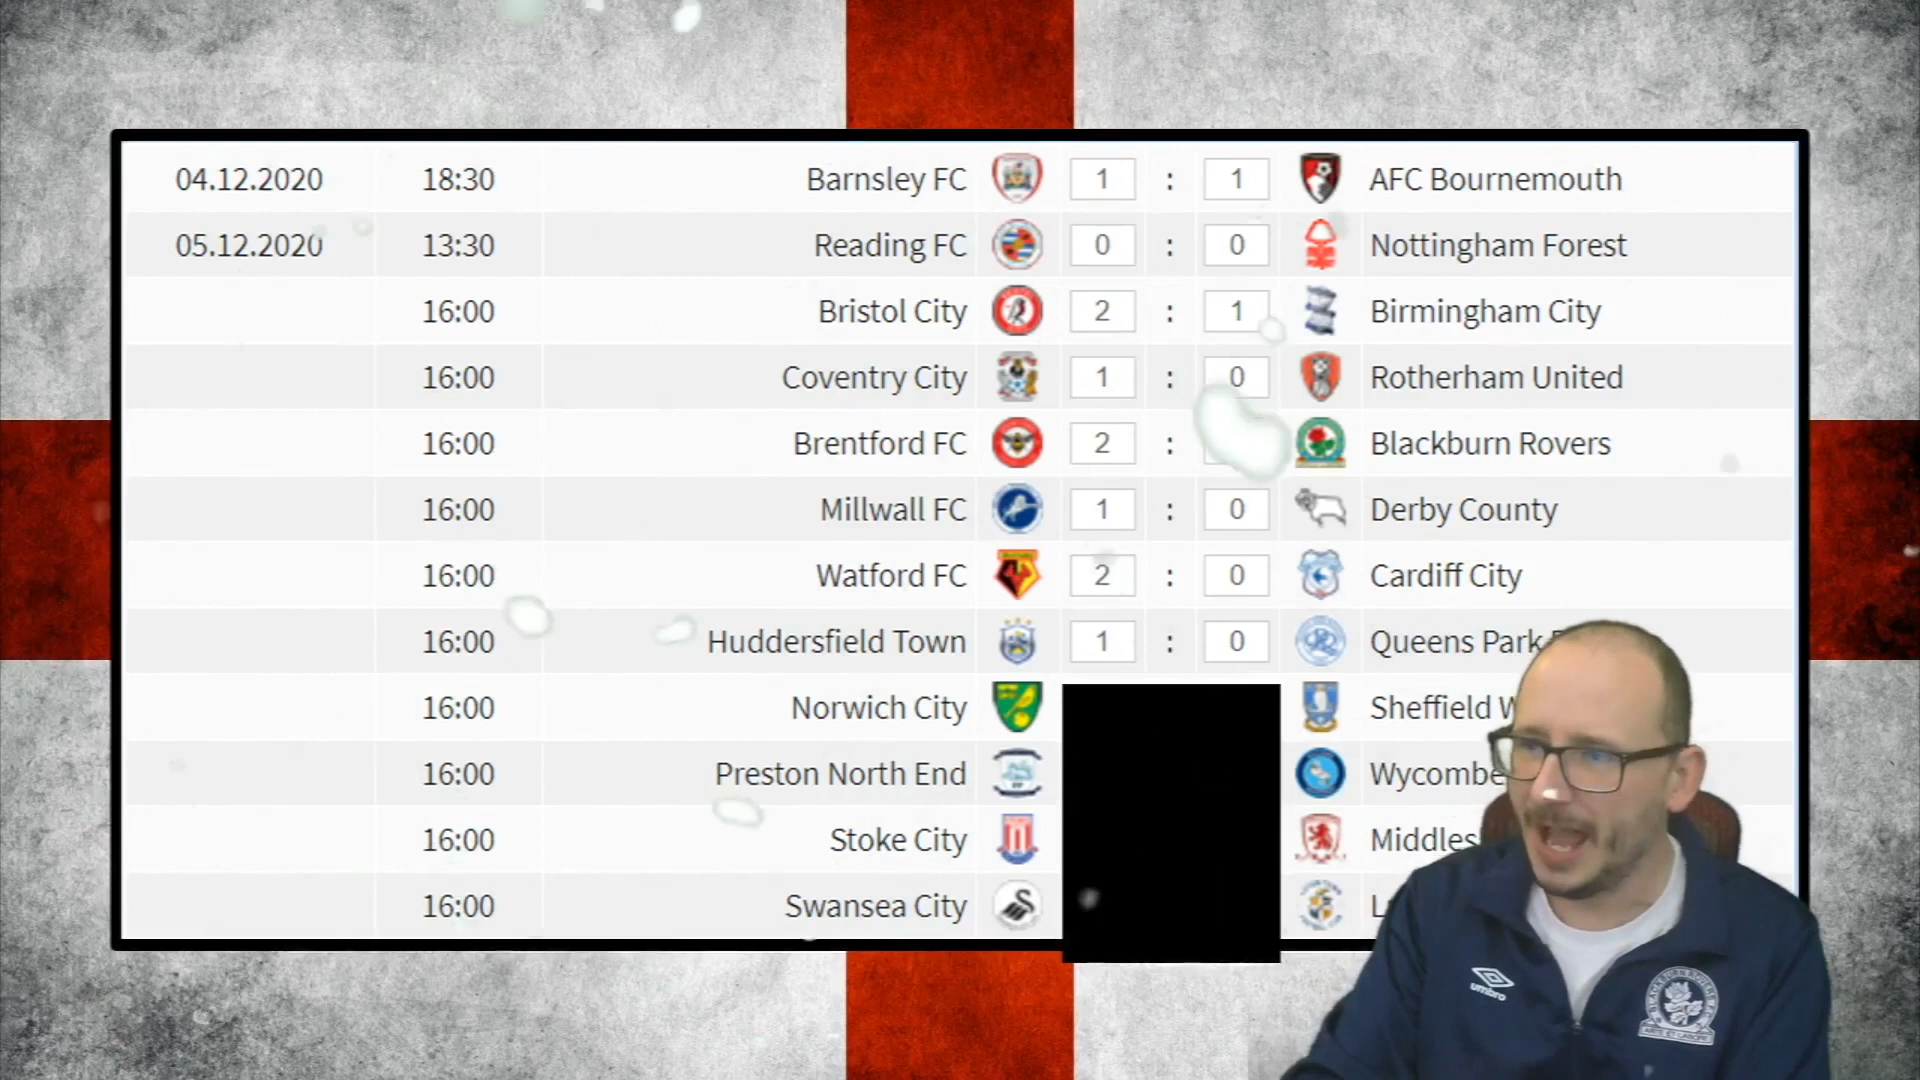 04.12.2020 18:30 Barnsley FC 1 : 1 AFC Bournemouth
05.12.2020 13:30 Reading FC 0 : 0 Nottingham Forest
16:00 Bristol City 2 : 1 Birmingham City
16:00 Coventry City 1 : 0 Rotherham United
16:00 Brentford FC 2 : Blackburn Rovers
16:00 Millwall FC 1 : 0 Derby County
16:00 Watford FC 2 : 0 Cardiff City
16:00 Huddersfield Town 1 : 0 Queens Park
16:00 Norwich City Sheffield
16:00 Preston North End Wycombe
16:00 Stoke City Middles
16:00 Swansea City
umbro